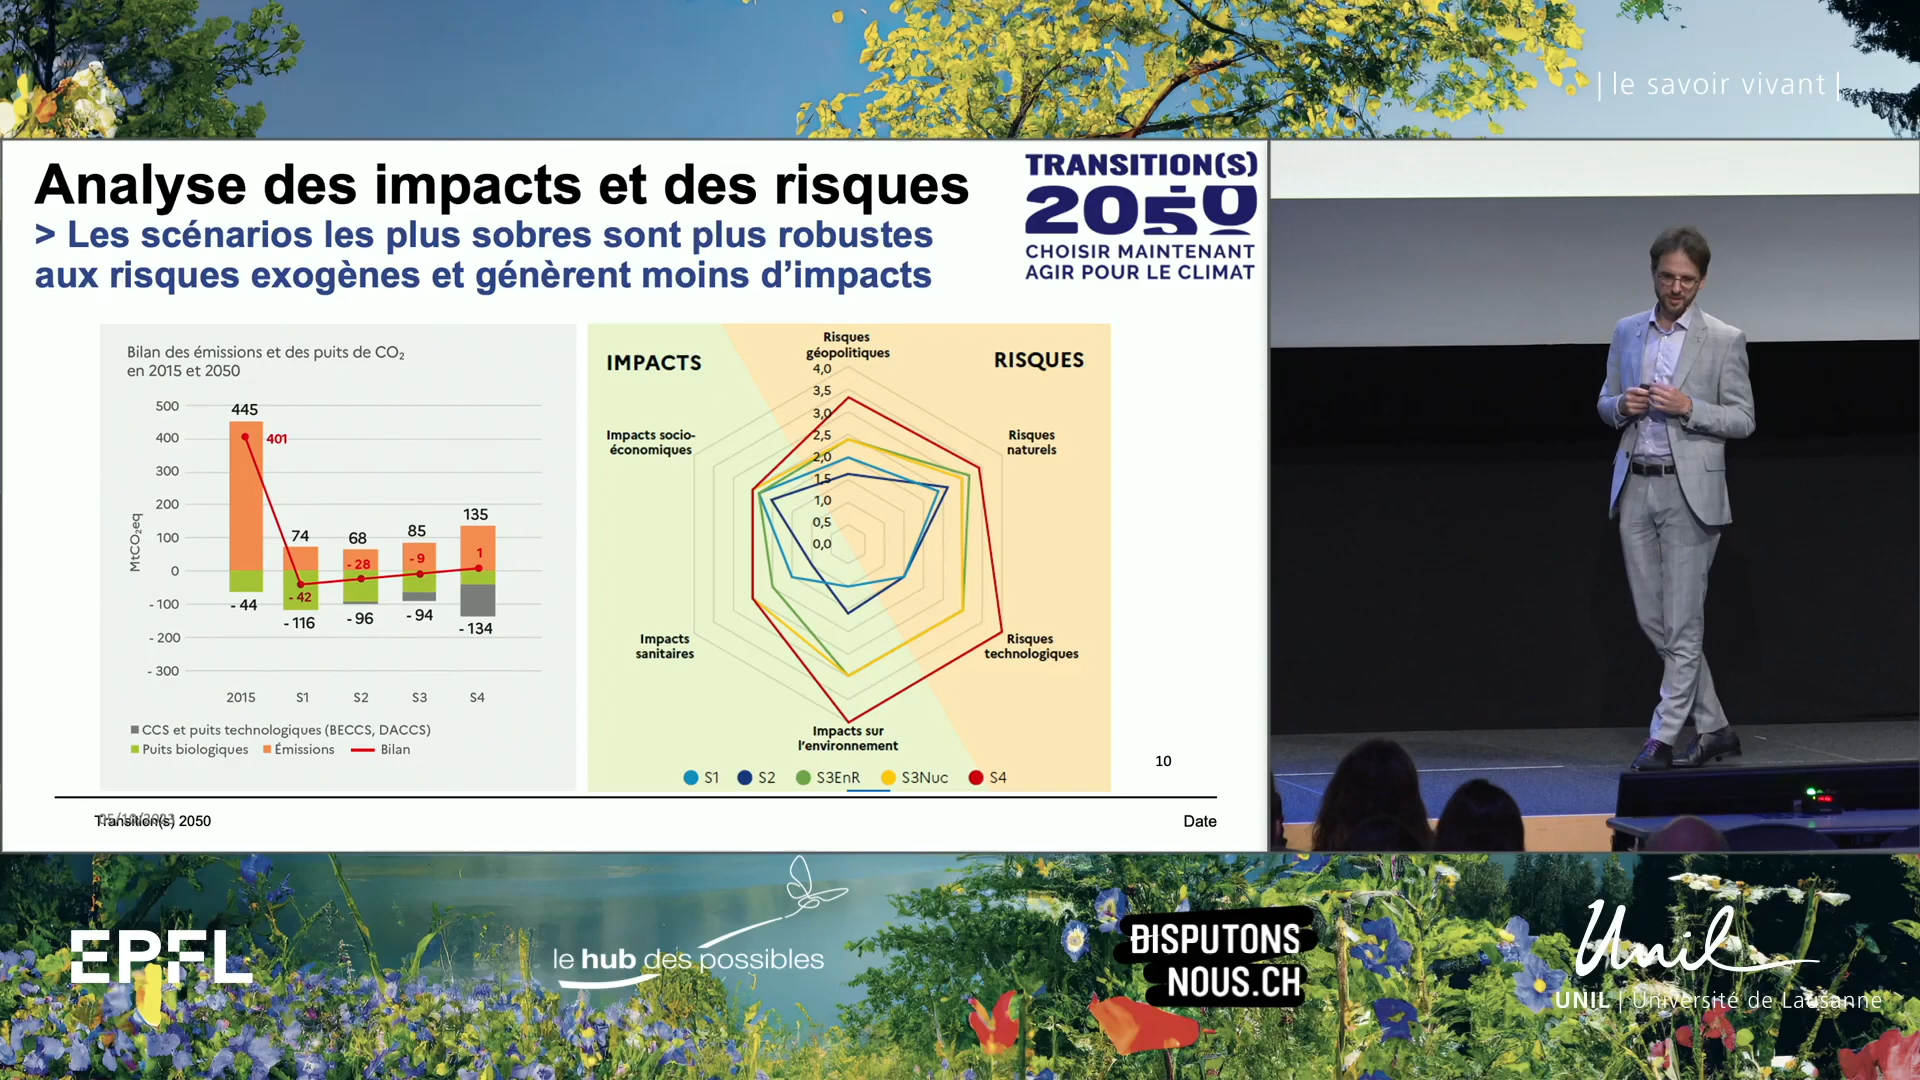 | le savoir vivant |
Analyse des impacts et des risques
> Les scénarios les plus sobres sont plus robustes
aux risques exogènes et génèrent moins d’impacts
TRANSITION(S)
2050
CHOISIR MAINTENANT
AGIR POUR LE CLIMAT
Bilan des émissions et des puits de CO₂
en 2015 et 2050
MtCO₂eq
500
400
300
200
100
0
- 100
- 200
- 300
445
401
- 44
74
- 42
- 116
68
- 28
- 96
85
- 9
- 94
135
1
- 134
2015 S1 S2 S3 S4
CCS et puits technologiques (BECCS, DACCS)
Puits biologiques Émissions Bilan
IMPACTS
RISQUES
Risques
géopolitiques
4,0
3,5
3,0
2,5
2,0
1,5
1,0
0,5
0,0
Impacts socio-
économiques
Risques
naturels
Impacts
sanitaires
Risques
technologiques
Impacts sur
l’environnement
S1 S2 S3EnR S3Nuc S4
10
05/10/2023
Transition(s) 2050
Date
EPFL
le hub des possibles
DISPUTONS
NOUS.CH
Unil
UNIL | Université de Lausanne